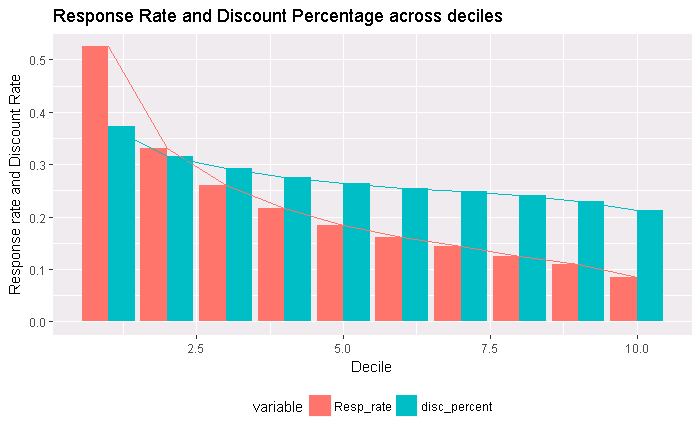 Response Rate and Discount Percentage across deciles
Response rate and Discount Rate
0.5
0.4
0.3
0.2
0.1
0.0
2.5 5.0 7.5 10.0
Decile
variable Resp_rate disc_percent